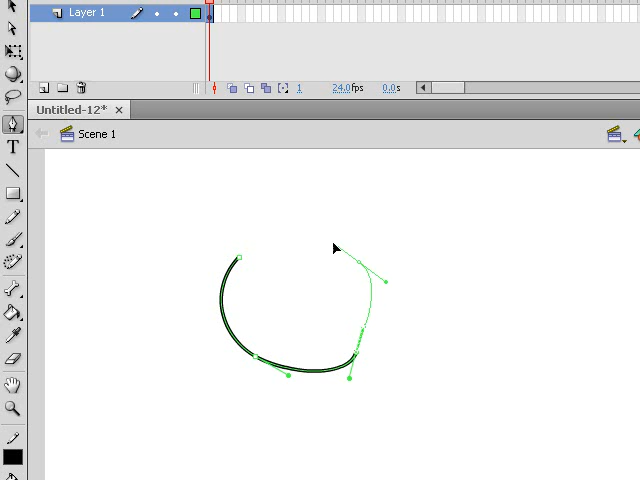 Layer 1
1 24.0fps 0.0s
Untitled-12* ×
Scene 1
T